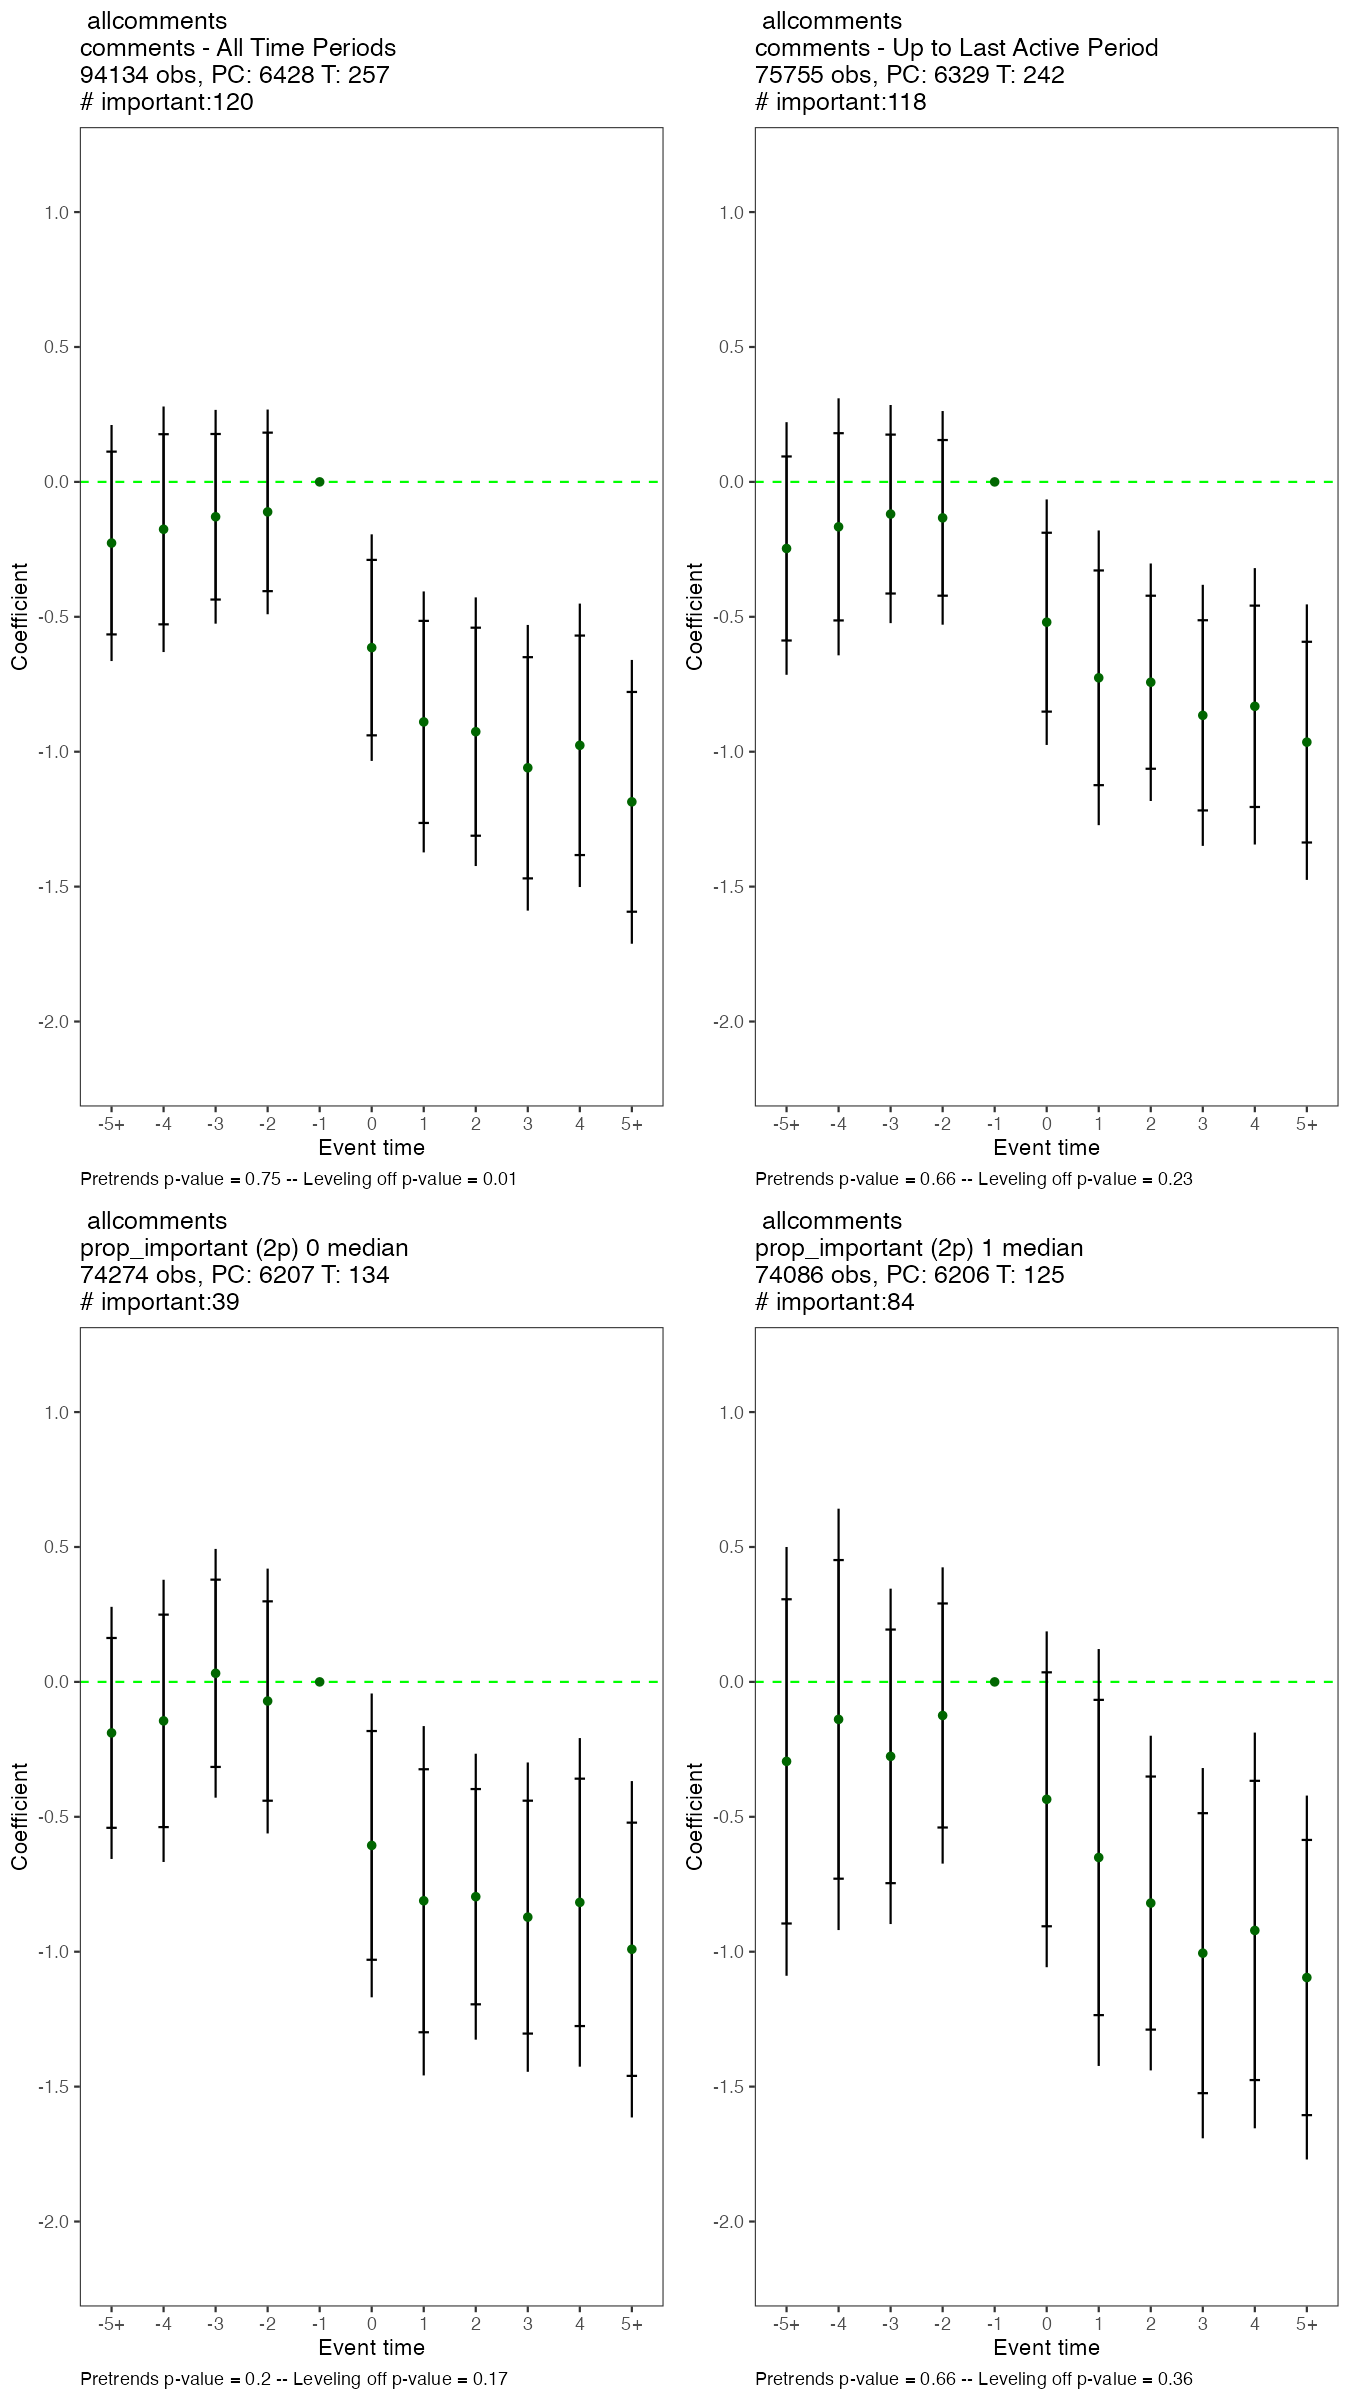 allcomments
comments - All Time Periods
94134 obs, PC: 6428 T: 257
# important:120
1.0
0.5
0.0
-0.5
-1.0
-1.5
-2.0
Coefficient
-5+ -4 -3 -2 -1 0 1 2 3 4 5+
Event time
Pretrends p-value = 0.75 -- Leveling off p-value = 0.01
allcomments
comments - Up to Last Active Period
75755 obs, PC: 6329 T: 242
# important:118
1.0
0.5
0.0
-0.5
-1.0
-1.5
-2.0
Coefficient
-5+ -4 -3 -2 -1 0 1 2 3 4 5+
Event time
Pretrends p-value = 0.66 -- Leveling off p-value = 0.23
allcomments
prop_important (2p) 0 median
74274 obs, PC: 6207 T: 134
# important:39
1.0
0.5
0.0
-0.5
-1.0
-1.5
-2.0
Coefficient
-5+ -4 -3 -2 -1 0 1 2 3 4 5+
Event time
Pretrends p-value = 0.2 -- Leveling off p-value = 0.17
allcomments
prop_important (2p) 1 median
74086 obs, PC: 6206 T: 125
# important:84
1.0
0.5
0.0
-0.5
-1.0
-1.5
-2.0
Coefficient
-5+ -4 -3 -2 -1 0 1 2 3 4 5+
Event time
Pretrends p-value = 0.66 -- Leveling off p-value = 0.36